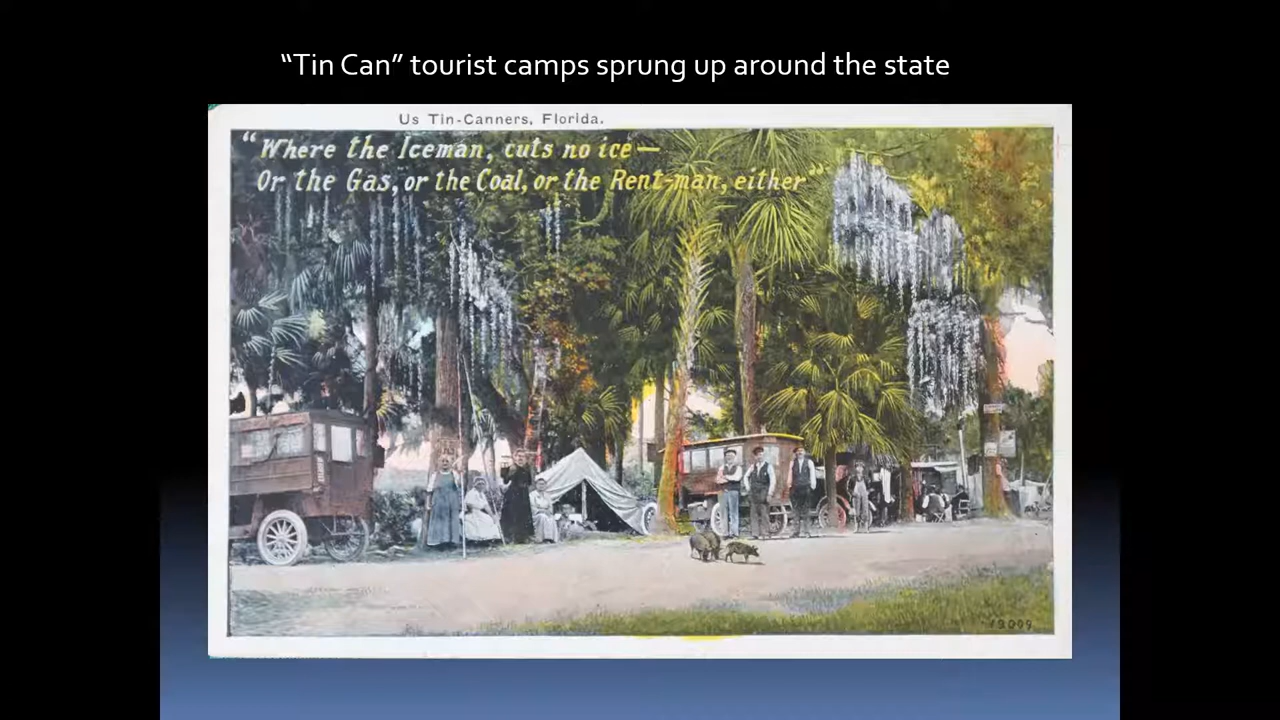 “Tin Can” tourist camps sprung up around the state
Us Tin-Canners, Florida.
"Where the Iceman, cuts no ice—
Or the Gas, or the Coal, or the Rent-man, either"